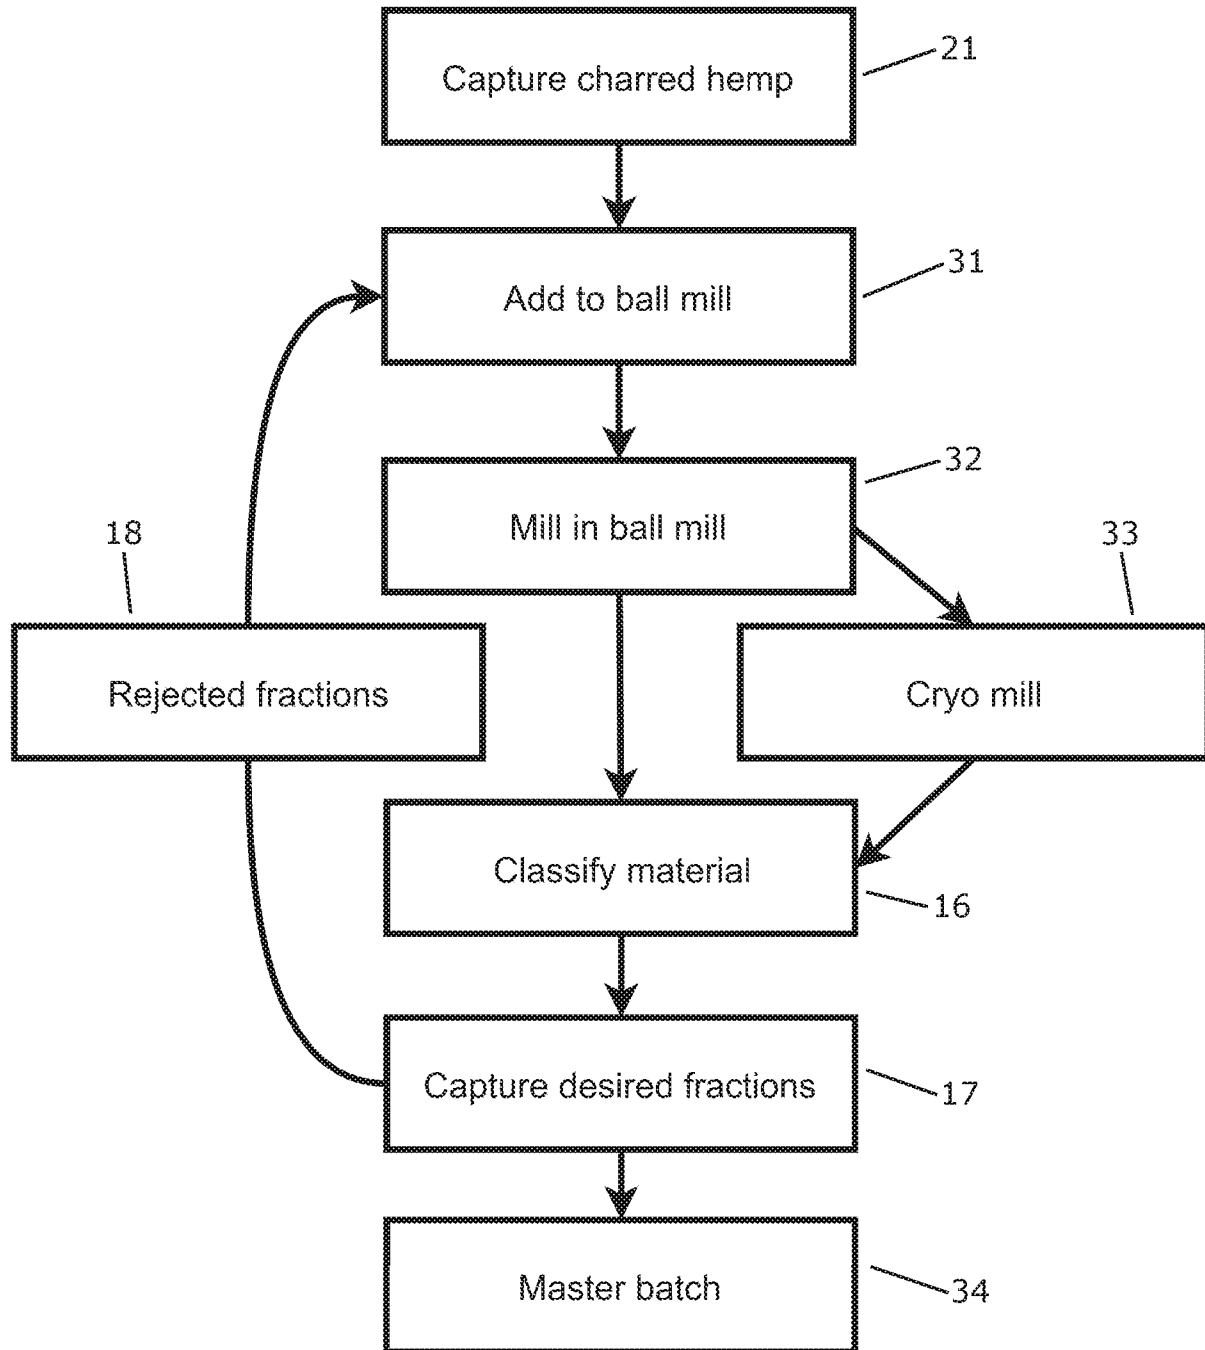 Capture charred hemp
21
Add to ball mill
31
Mill in ball mill
32
18
33
Rejected fractions
Cryo mill
Classify material
16
Capture desired fractions
17
Master batch
34